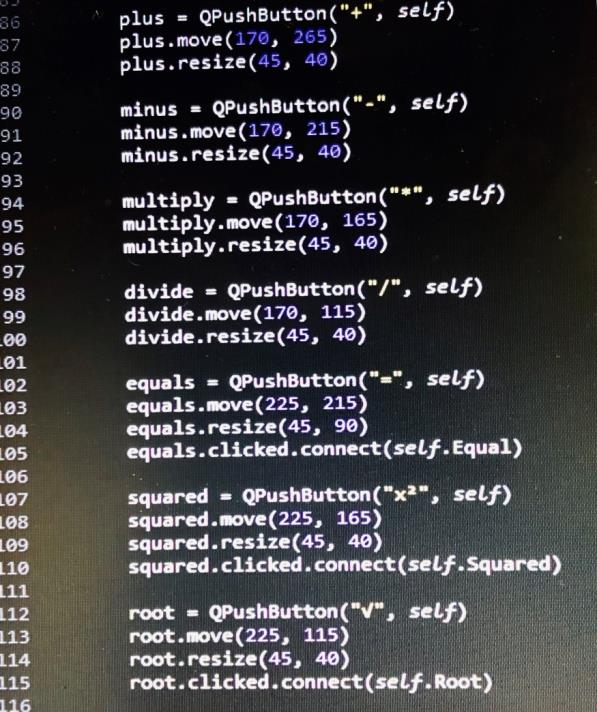 86 plus = QPushButton("+", self)
87 plus.move(170, 265)
88 plus.resize(45, 40)
89
90 minus = QPushButton("-", self)
91 minus.move(170, 215)
92 minus.resize(45, 40)
93
94 multiply = QPushButton("*", self)
95 multiply.move(170, 165)
96 multiply.resize(45, 40)
97
98 divide = QPushButton("/", self)
99 divide.move(170, 115)
100 divide.resize(45, 40)
101
102 equals = QPushButton("=", self)
103 equals.move(225, 215)
104 equals.resize(45, 90)
105 equals.clicked.connect(self.Equal)
106
107 squared = QPushButton("x²", self)
108 squared.move(225, 165)
109 squared.resize(45, 40)
110 squared.clicked.connect(self.Squared)
111
112 root = QPushButton("√", self)
113 root.move(225, 115)
114 root.resize(45, 40)
115 root.clicked.connect(self.Root)
116